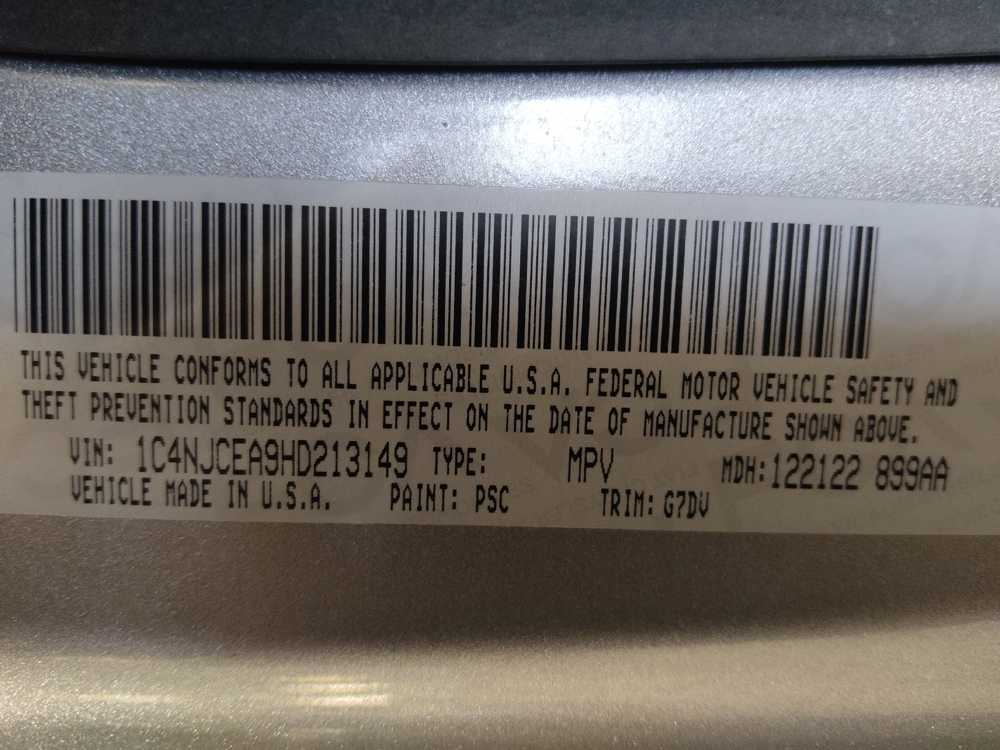 THIS VEHICLE CONFORMS TO ALL APPLICABLE U.S.A. FEDERAL MOTOR VEHICLE SAFETY AND
THEFT PREVENTION STANDARDS IN EFFECT ON THE DATE OF MANUFACTURE SHOWN ABOVE.
VIN: 1C4NJCEA9HD213149 TYPE: MPV MDH: 122122 899AA
VEHICLE MADE IN U.S.A. PAINT: PSC TRIM: G7DV